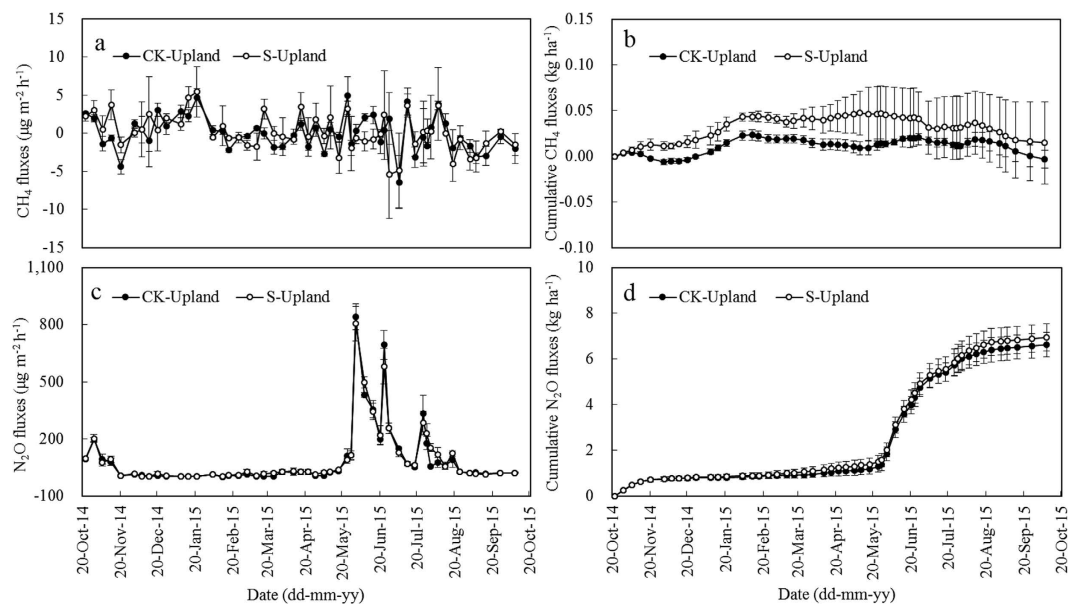 a
CK-Upland
S-Upland
CH₄ fluxes (μg m⁻² h⁻¹)
15
10
5
0
-5
-10
-15
b
CK-Upland
S-Upland
Cumulative CH₄ fluxes (kg ha⁻¹)
0.15
0.10
0.05
0.00
-0.05
-0.10
c
CK-Upland
S-Upland
N₂O fluxes (μg m⁻² h⁻¹)
1,100
800
500
200
-100
20-Oct-14
20-Nov-14
20-Dec-14
20-Jan-15
20-Feb-15
20-Mar-15
20-Apr-15
20-May-15
20-Jun-15
20-Jul-15
20-Aug-15
20-Sep-15
20-Oct-15
Date (dd-mm-yy)
d
CK-Upland
S-Upland
Cumulative N₂O fluxes (kg ha⁻¹)
10
8
6
4
2
0
20-Oct-14
20-Nov-14
20-Dec-14
20-Jan-15
20-Feb-15
20-Mar-15
20-Apr-15
20-May-15
20-Jun-15
20-Jul-15
20-Aug-15
20-Sep-15
20-Oct-15
Date (dd-mm-yy)